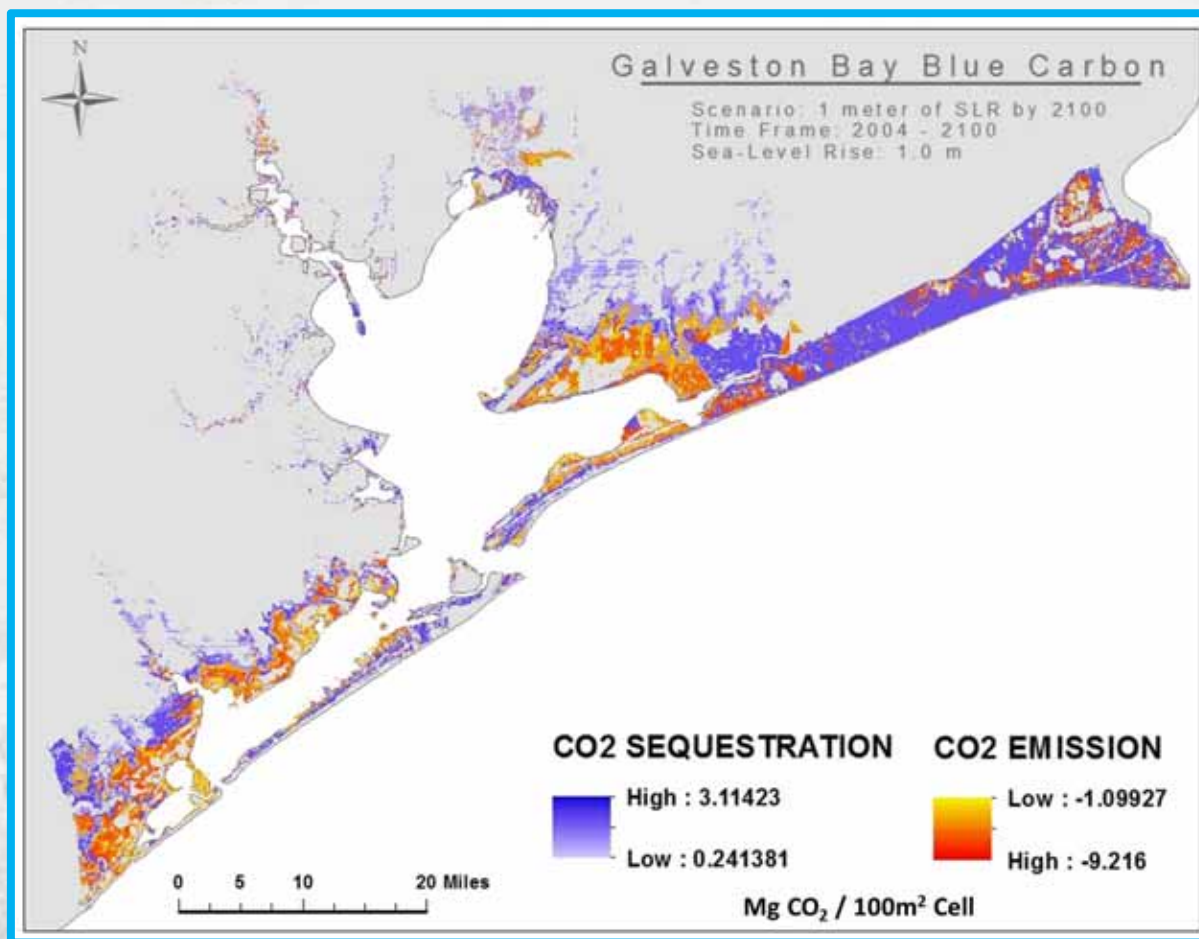 N
Galveston Bay Blue Carbon
Scenario: 1 meter of SLR by 2100
Time Frame: 2004 - 2100
Sea-Level Rise: 1.0 m
CO2 SEQUESTRATION
High : 3.11423
Low : 0.241381
CO2 EMISSION
Low : -1.09927
High : -9.216
0 5 10 20 Miles
Mg CO₂ / 100m² Cell